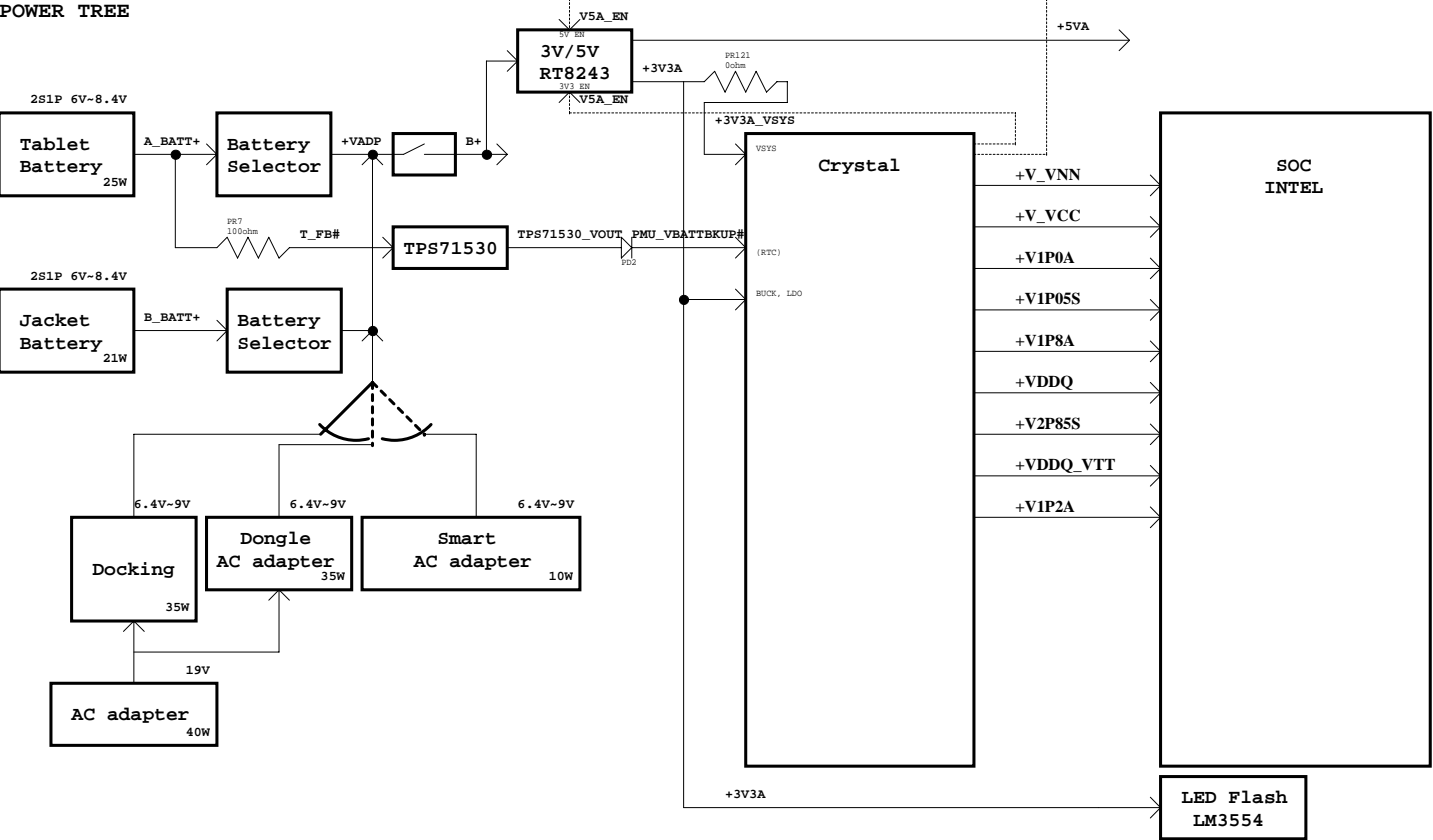 POWER TREE
V5A_EN
5V EN
3V/5V
RT8243
3V3 EN
V5A_EN
+5VA
+3V3A
PR121
0ohm
+3V3A_VSYS
2S1P 6V~8.4V
Tablet
Battery
25W
A_BATT+
Battery
Selector
+VADP
B+
PR7
100ohm
T_FB#
TPS71530
TPS71530_VOUT
PD2
PMU_VBATTBKUP#
2S1P 6V~8.4V
Jacket
Battery
21W
B_BATT+
Battery
Selector
VSYS
Crystal
(RTC)
BUCK, LDO
+V_VNN
+V_VCC
+V1P0A
+V1P05S
+V1P8A
+VDDQ
+V2P85S
+VDDQ_VTT
+V1P2A
SOC
INTEL
6.4V~9V
Docking
35W
6.4V~9V
Dongle
AC adapter
35W
6.4V~9V
Smart
AC adapter
10W
19V
AC adapter
40W
+3V3A
LED Flash
LM3554